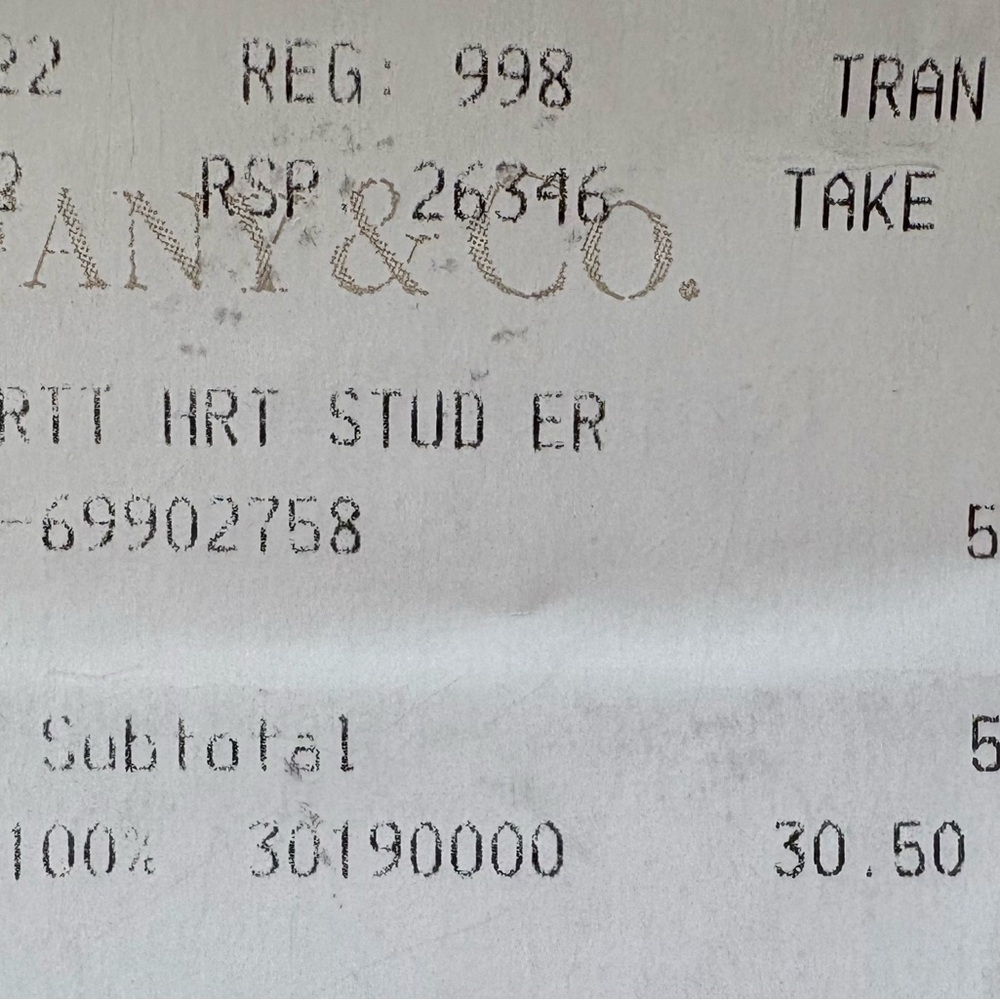 22 REG: 998 TRAN
RSP: 26346 TAKE
ANY&Co.
RTT HRT STUD ER
-69902758 5
Subtotal 5
100% 30190000 30.50